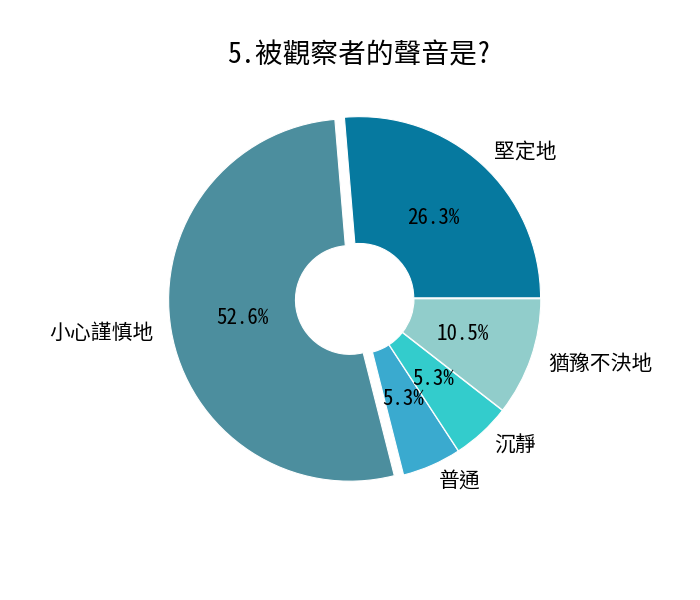 5.被觀察者的聲音是?
堅定地
26.3%
52.6%
小心謹慎地
10.5%
猶豫不決地
5.3%
5.3%
沉靜
普通